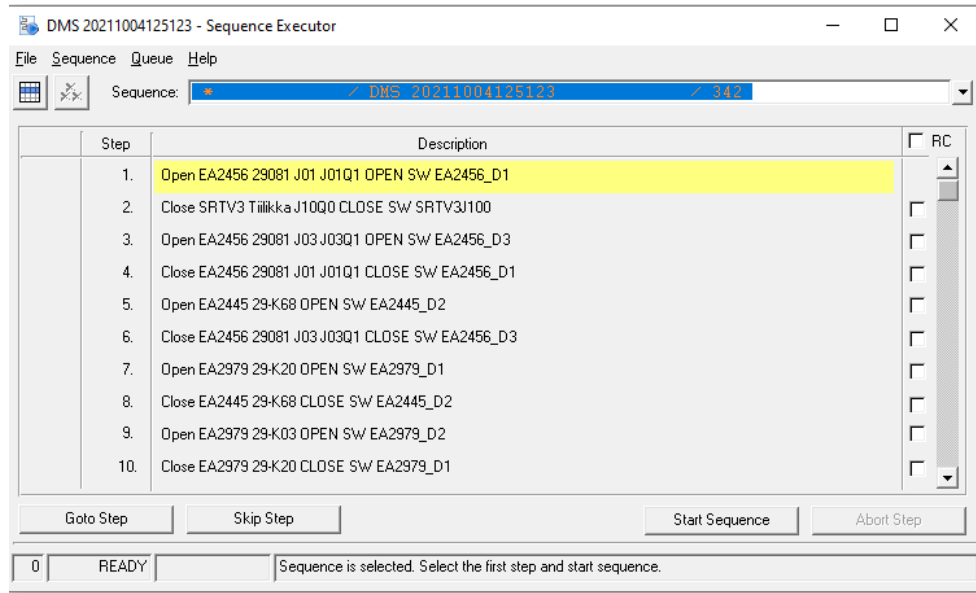 DMS 20211004125123 - Sequence Executor
File Sequence Queue Help
Sequence: * / DMS 20211004125123 / 342
Step Description RC
1. Open EA2456 29081 J01 J01Q1 OPEN SW EA2456_D1
2. Close SRTV3 Tiilikka J10Q0 CLOSE SW SRTV3J100
3. Open EA2456 29081 J03 J03Q1 OPEN SW EA2456_D3
4. Close EA2456 29081 J01 J01Q1 CLOSE SW EA2456_D1
5. Open EA2445 29-K68 OPEN SW EA2445_D2
6. Close EA2456 29081 J03 J03Q1 CLOSE SW EA2456_D3
7. Open EA2979 29-K20 OPEN SW EA2979_D1
8. Close EA2445 29-K68 CLOSE SW EA2445_D2
9. Open EA2979 29-K03 OPEN SW EA2979_D2
10. Close EA2979 29-K20 CLOSE SW EA2979_D1
Goto Step Skip Step Start Sequence Abort Step
0 READY Sequence is selected. Select the first step and start sequence.